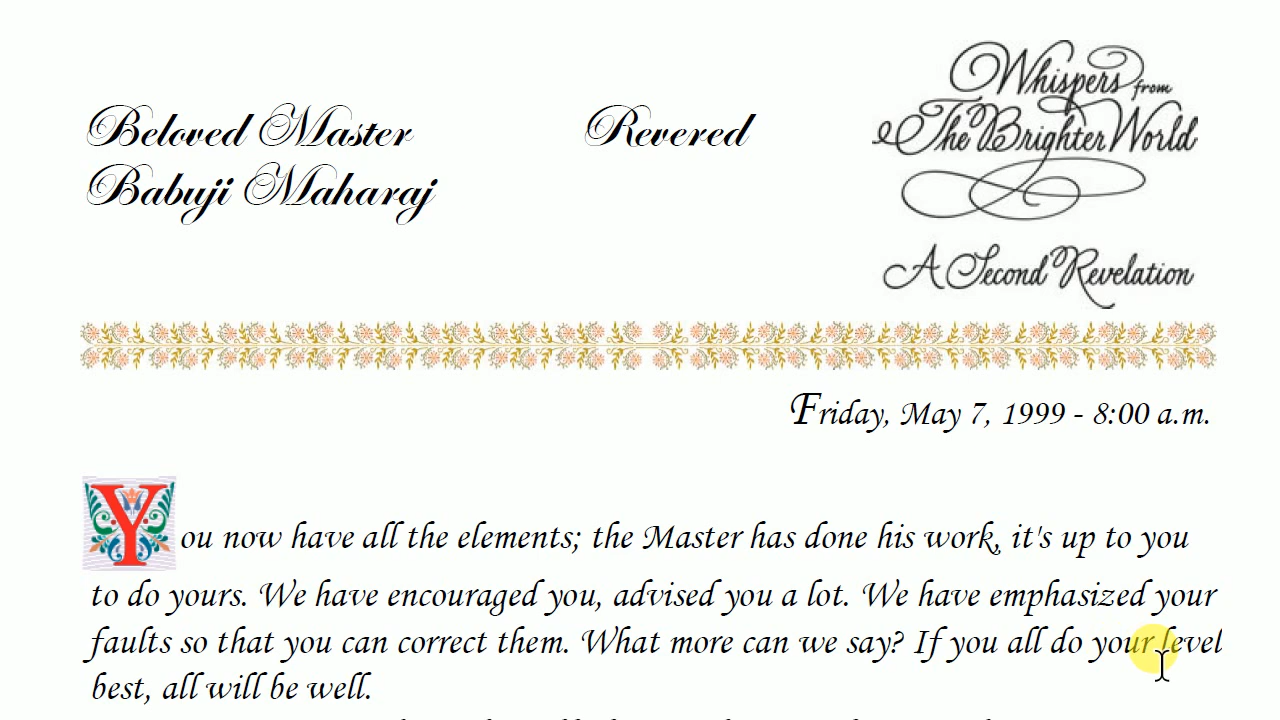 Beloved Master Revered
Babuji Maharaj
Whispers from
The Brighter World
A Second Revelation
Friday, May 7, 1999 - 8:00 a.m.
You now have all the elements; the Master has done his work, it's up to you
to do yours. We have encouraged you, advised you a lot. We have emphasized your
faults so that you can correct them. What more can we say? If you all do your level
best, all will be well.